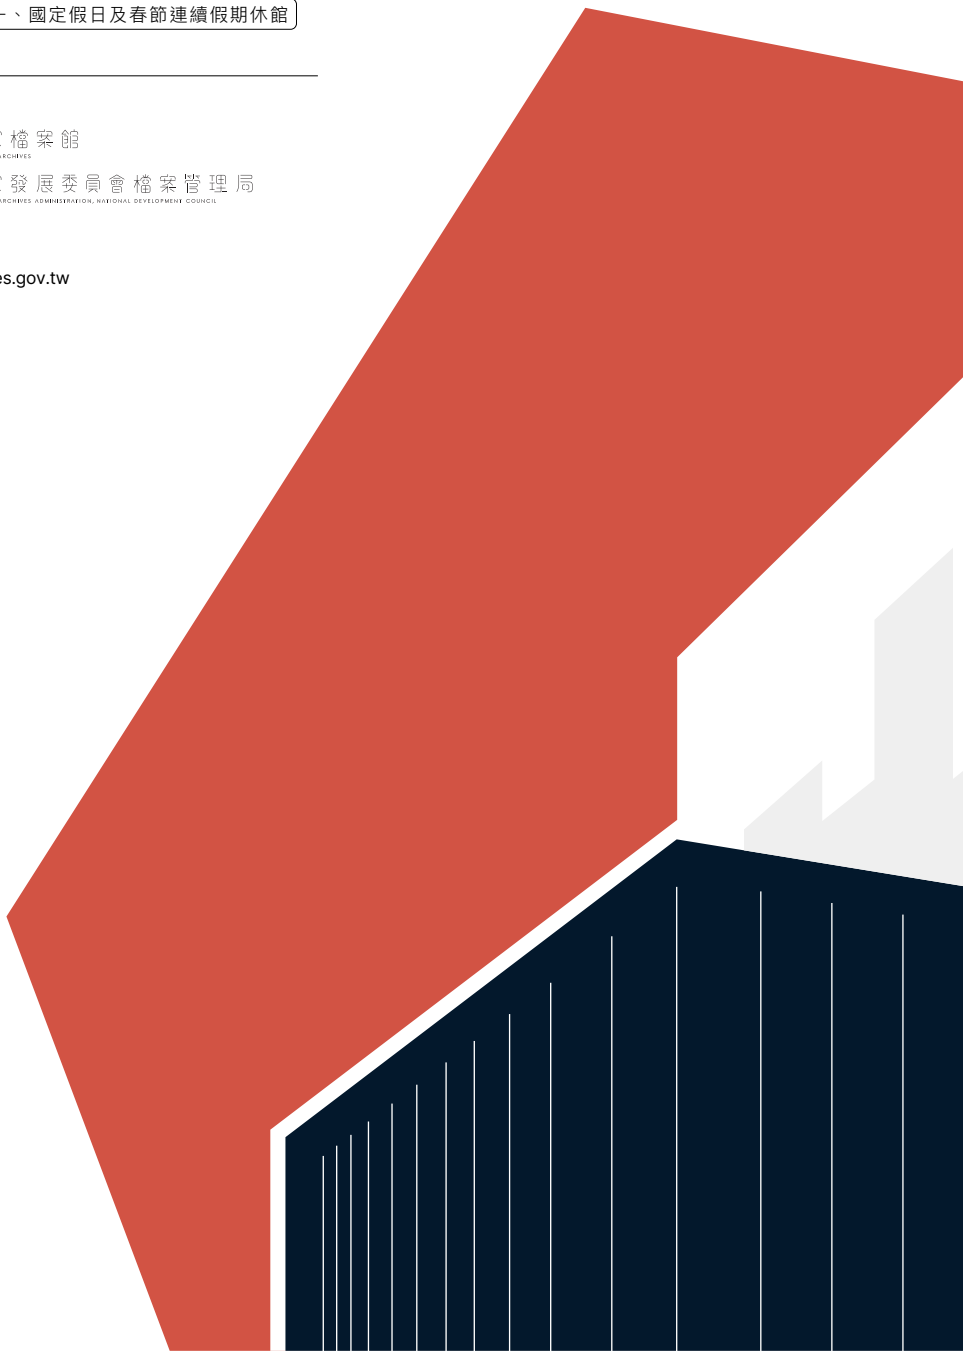 、國定假日及春節連續假期休館
檔案館
ARCHIVES
發展委員會檔案管理局
ARCHIVES ADMINISTRATION, NATIONAL DEVELOPMENT COUNCIL
es.gov.tw